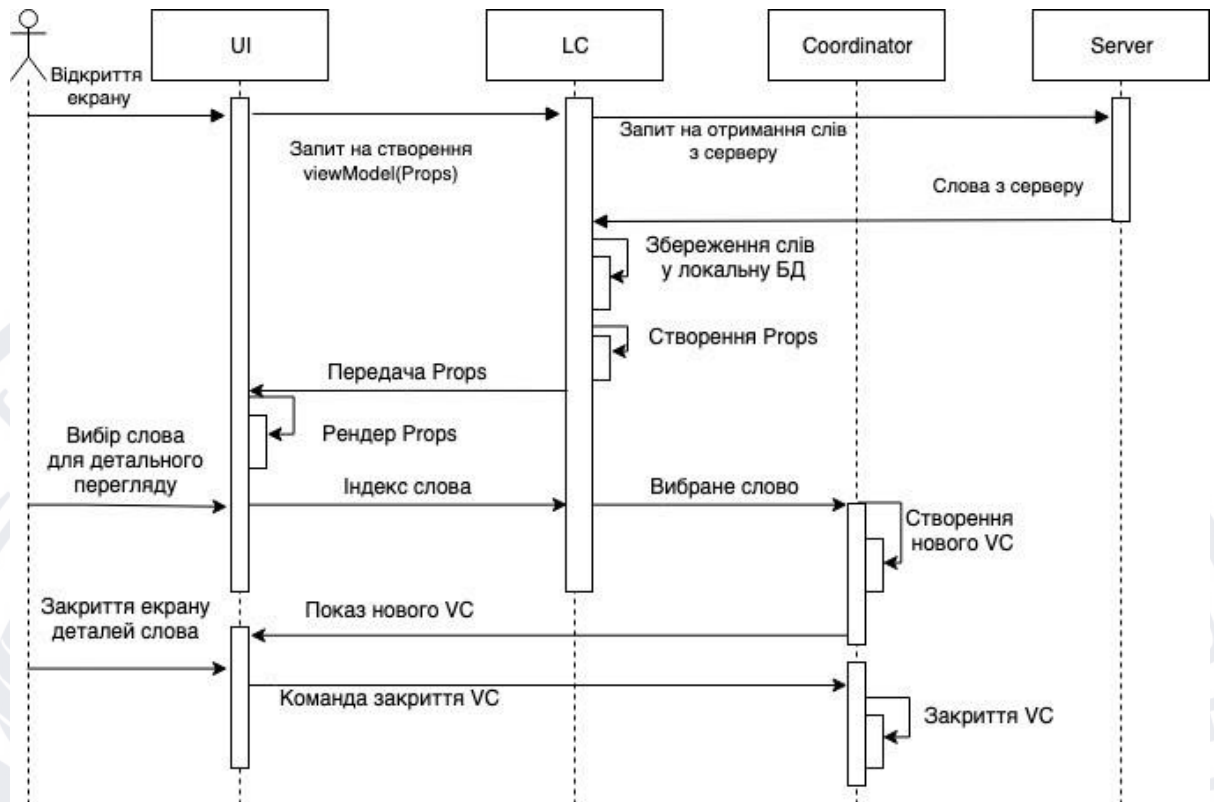 UI
LC
Coordinator
Server
Відкриття
екрану
Запит на створення
viewModel(Props)
Запит на отримання слів
з серверу
Слова з серверу
Збереження слів
у локальну БД
Створення Props
Передача Props
Рендер Props
Вибір слова
для детального
перегляду
Індекс слова
Вибране слово
Створення
нового VC
Закриття екрану
деталей слова
Показ нового VC
Команда закриття VC
Закриття VC